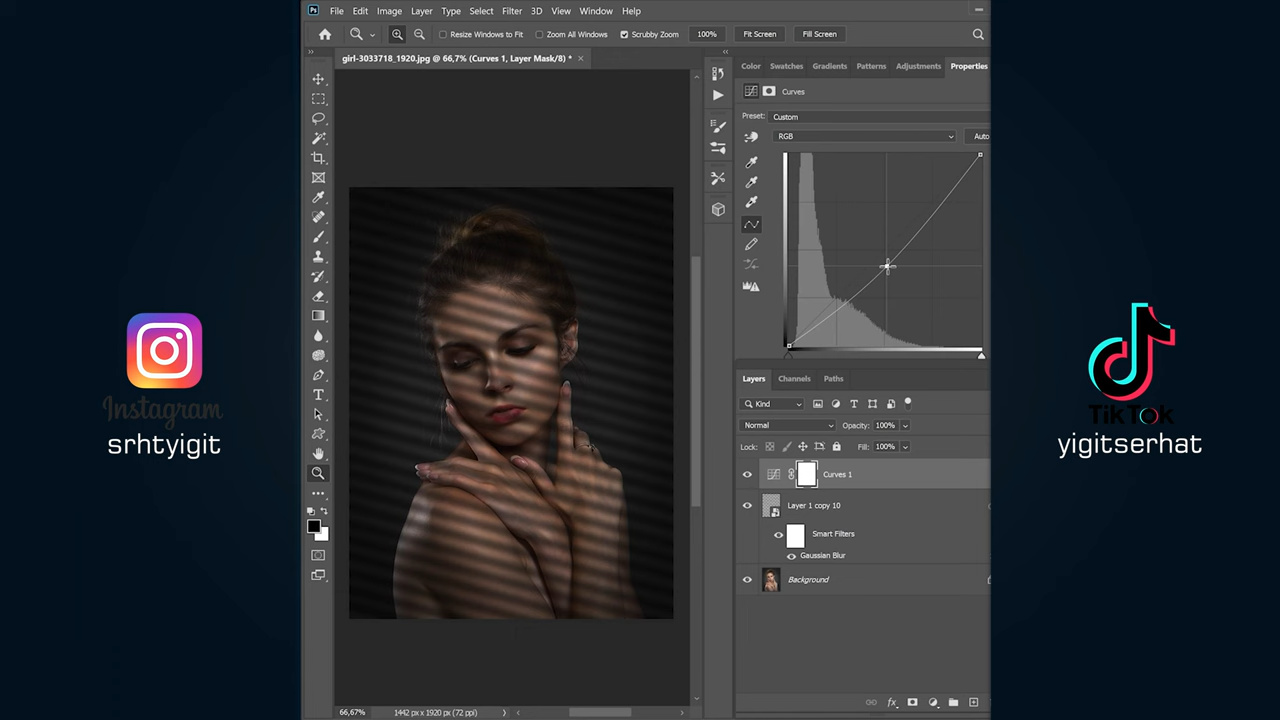 Ps File Edit Image Layer Type Select Filter 3D View Window Help
Resize Windows to Fit Zoom All Windows Scrubby Zoom 100% Fit Screen Fill Screen
girl-3033718_1920.jpg @ 66,7% (Curves 1, Layer Mask/8) *
Color Swatches Gradients Patterns Adjustments Properties
Curves
Preset: Custom
RGB Auto
Layers Channels Paths
Kind
Normal Opacity: 100%
Lock: Fill: 100%
Curves 1
Layer 1 copy 10
Smart Filters
Gaussian Blur
Background
fx
66,67% 1442 px x 1920 px (72 ppi)
Instagram
srhtyigit
TikTok
yigitserhat